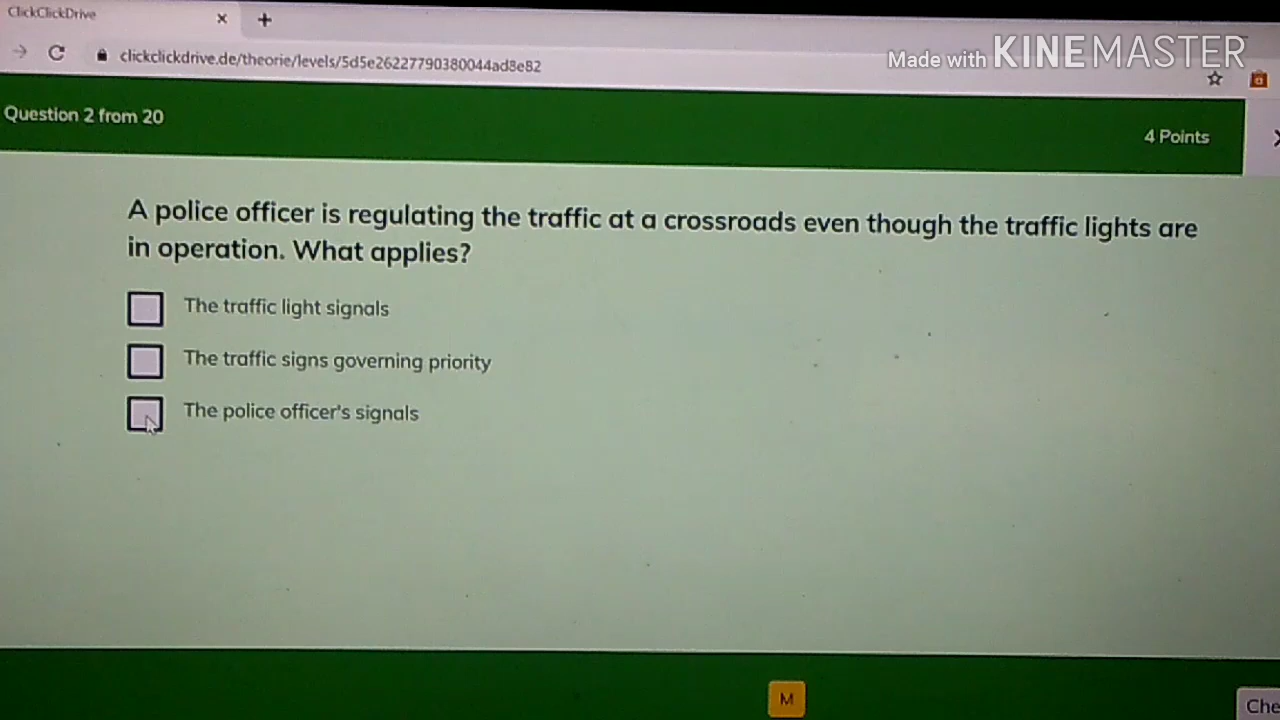 ClickClickDrive
clickclickdrive.de/theorie/levels/5d5e26227790380044ad8e82
Made with KINEMASTER
Question 2 from 20
4 Points
A police officer is regulating the traffic at a crossroads even though the traffic lights are
in operation. What applies?
The traffic light signals
The traffic signs governing priority
The police officer's signals
M
Che